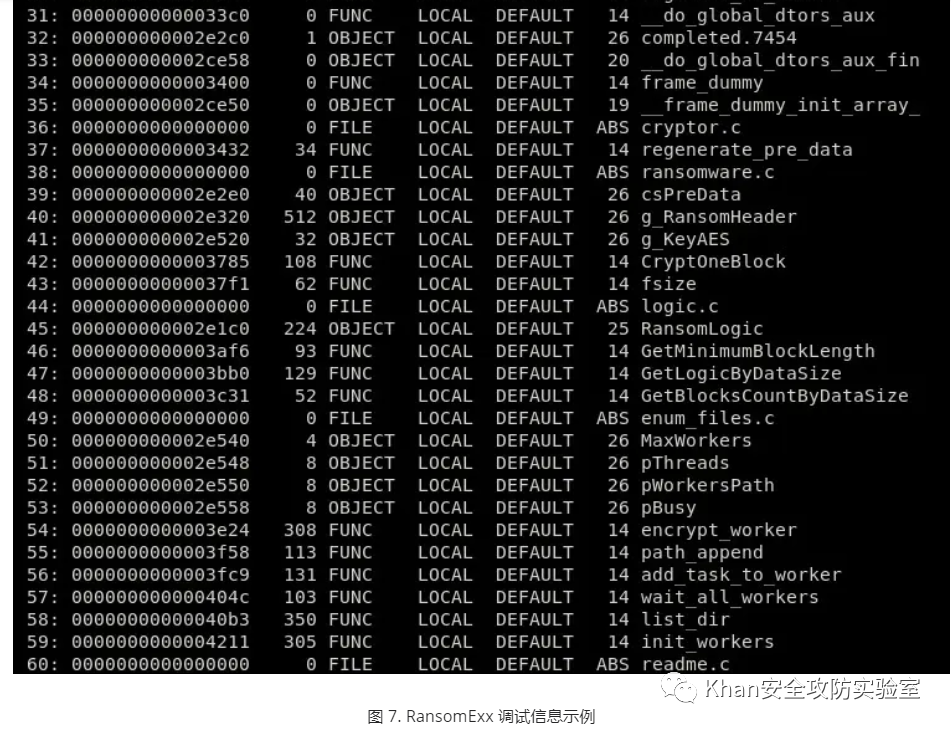 31: 00000000000033c0 0 FUNC LOCAL DEFAULT 14 __do_global_dtors_aux
32: 000000000002e2c0 1 OBJECT LOCAL DEFAULT 26 completed.7454
33: 000000000002ce58 0 OBJECT LOCAL DEFAULT 20 __do_global_dtors_aux_fin
34: 0000000000003400 0 FUNC LOCAL DEFAULT 14 frame_dummy
35: 000000000002ce50 0 OBJECT LOCAL DEFAULT 19 __frame_dummy_init_array_
36: 0000000000000000 0 FILE LOCAL DEFAULT ABS cryptor.c
37: 0000000000003432 34 FUNC LOCAL DEFAULT 14 regenerate_pre_data
38: 0000000000000000 0 FILE LOCAL DEFAULT ABS ransomware.c
39: 000000000002e2e0 40 OBJECT LOCAL DEFAULT 26 csPreData
40: 000000000002e320 512 OBJECT LOCAL DEFAULT 26 g_RansomHeader
41: 000000000002e520 32 OBJECT LOCAL DEFAULT 26 g_KeyAES
42: 0000000000003785 108 FUNC LOCAL DEFAULT 14 CryptOneBlock
43: 00000000000037f1 62 FUNC LOCAL DEFAULT 14 fsize
44: 0000000000000000 0 FILE LOCAL DEFAULT ABS logic.c
45: 000000000002e1c0 224 OBJECT LOCAL DEFAULT 25 RansomLogic
46: 0000000000003af6 93 FUNC LOCAL DEFAULT 14 GetMinimumBlockLength
47: 0000000000003bb0 129 FUNC LOCAL DEFAULT 14 GetLogicByDataSize
48: 0000000000003c31 52 FUNC LOCAL DEFAULT 14 GetBlocksCountByDataSize
49: 0000000000000000 0 FILE LOCAL DEFAULT ABS enum_files.c
50: 000000000002e540 4 OBJECT LOCAL DEFAULT 26 MaxWorkers
51: 000000000002e548 8 OBJECT LOCAL DEFAULT 26 pThreads
52: 000000000002e550 8 OBJECT LOCAL DEFAULT 26 pWorkersPath
53: 000000000002e558 8 OBJECT LOCAL DEFAULT 26 pBusy
54: 0000000000003e24 308 FUNC LOCAL DEFAULT 14 encrypt_worker
55: 0000000000003f58 113 FUNC LOCAL DEFAULT 14 path_append
56: 0000000000003fc9 131 FUNC LOCAL DEFAULT 14 add_task_to_worker
57: 000000000000404c 103 FUNC LOCAL DEFAULT 14 wait_all_workers
58: 00000000000040b3 350 FUNC LOCAL DEFAULT 14 list_dir
59: 0000000000004211 305 FUNC LOCAL DEFAULT 14 init_workers
60: 0000000000000000 0 FILE LOCAL DEFAULT ABS readme.c
Khan安全攻防实验室
图 7. RansomExx 调试信息示例